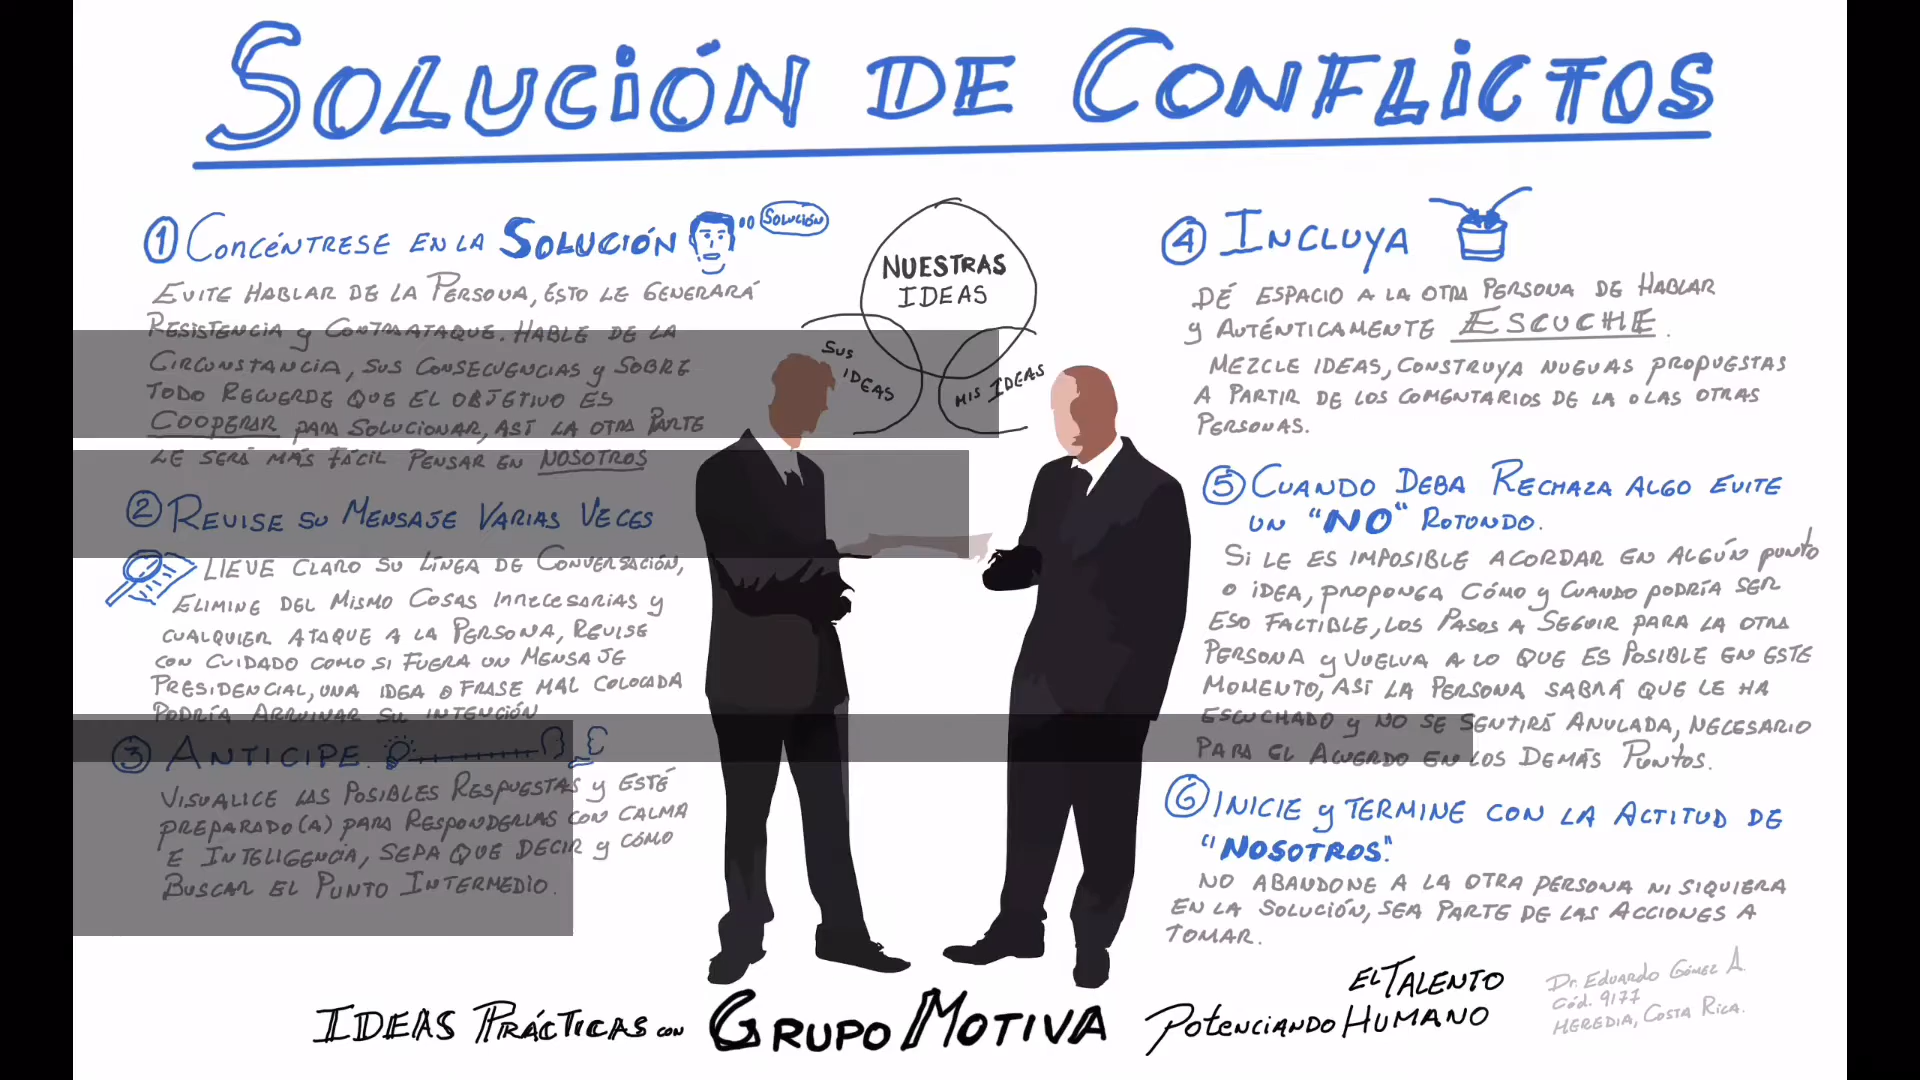 SOLUCIÓN DE CONFLICTOS
① CONCÉNTRESE EN LA SOLUCIÓN
SOLUCIÓN
EVITE HABLAR DE LA PERSONA, ESTO LE GENERARÁ
RESISTENCIA y CONTRAATAQUE. HABLE DE LA
CIRCUNSTANCIA, SUS CONSECUENCIAS y SOBRE
TODO RECUERDE QUE EL OBJETIVO ES
COOPERAR PARA SOLUCIONAR, ASÍ LA OTRA PARTE
LE SERÁ MÁS FÁCIL PENSAR EN NOSOTROS
② REVISE SU MENSAJE VARIAS VECES
LLEVE CLARO SU LÍNEA DE CONVERSACIÓN,
ELIMINE DEL MISMO COSAS INNECESARIAS y
CUALQUIER ATAQUE A LA PERSONA, REVISE
CON CUIDADO COMO SI FUERA UN MENSAJE
PRESIDENCIAL, UNA IDEA O FRASE MAL COLOCADA
PODRÍA ARRUINAR SU INTENCIÓN
③ ANTICIPE.
VISUALICE LAS POSIBLES RESPUESTAS y ESTÉ
PREPARADO(A) PARA RESPONDERLAS CON CALMA
E INTELIGENCIA, SEPA QUE DECIR y CÓMO
BUSCAR EL PUNTO INTERMEDIO.
NUESTRAS
IDEAS
SUS
IDEAS
MIS IDEAS
④ INCLUYA
DÉ ESPACIO A LA OTRA PERSONA DE HABLAR
y AUTÉNTICAMENTE ESCUCHE.
MEZCLE IDEAS, CONSTRUYA NUEVAS PROPUESTAS
A PARTIR DE LOS COMENTARIOS DE LA O LAS OTRAS
PERSONAS.
⑤ CUANDO DEBA RECHAZA ALGO EVITE
UN "NO" ROTUNDO.
SI LE ES IMPOSIBLE ACORDAR EN ALGÚN PUNTO
O IDEA, PROPONGA CÓMO y CUANDO PODRÍA SER
ESO FACTIBLE, LOS PASOS A SEGUIR PARA LA OTRA
PERSONA y VUELVA A LO QUE ES POSIBLE EN ESTE
MOMENTO, ASÍ LA PERSONA SABRÁ QUE LE HA
ESCUCHADO y NO SE SENTIRÁ ANULADA, NECESARIO
PARA EL ACUERDO EN LOS DEMÁS PUNTOS.
⑥ INICIE y TERMINE CON LA ACTITUD DE
"NOSOTROS".
NO ABANDONE A LA OTRA PERSONA NI SIQUIERA
EN LA SOLUCIÓN, SEA PARTE DE LAS ACCIONES A
TOMAR.
IDEAS PRÁCTICAS CON GRUPO MOTIVA
EL TALENTO
POTENCIANDO HUMANO
Dr. EDUARDO GÓMEZ A.
CÓD. 9177
HEREDIA, COSTA RICA.